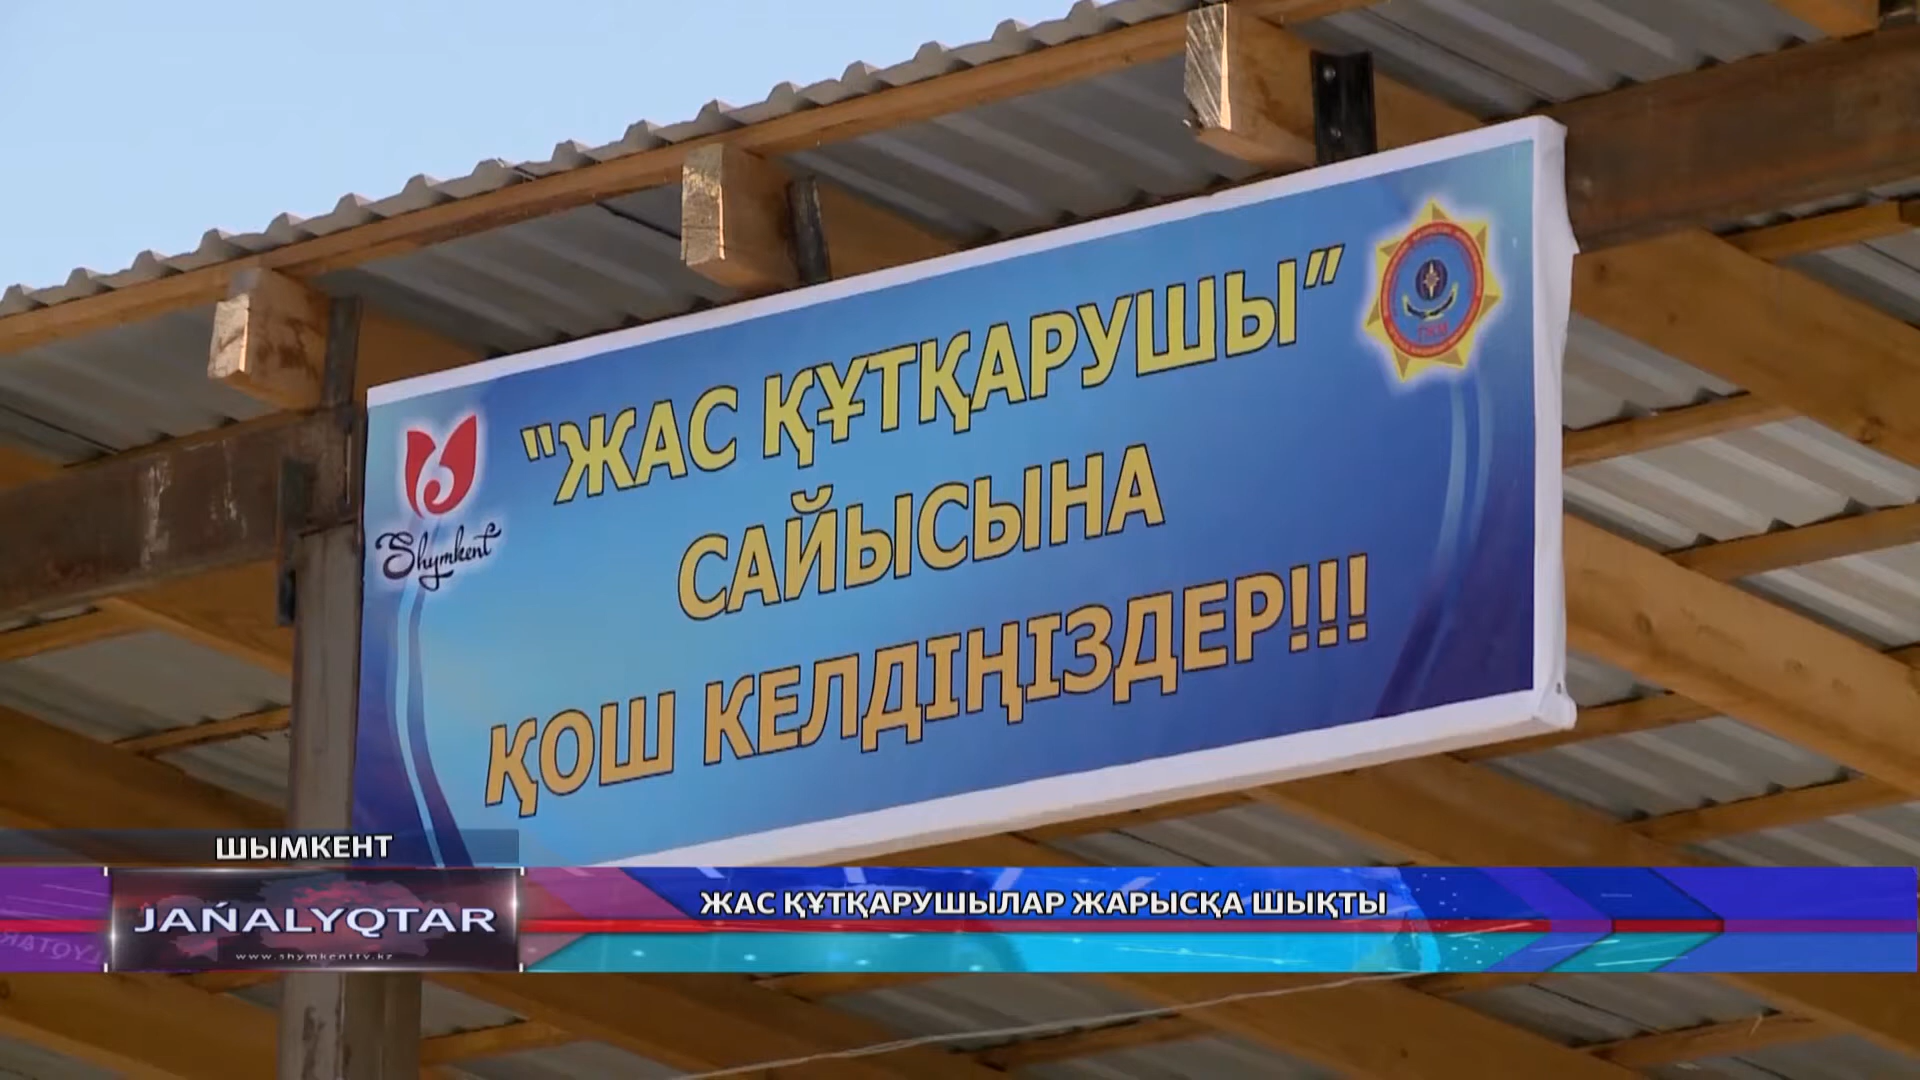 "ЖАС ҚҰТҚАРУШЫ"
САЙЫСЫНА
ҚОШ КЕЛДІҢІЗДЕР!!!
Shymkent
ШЫМКЕНТ
JAŃALYQTAR
www.shymkenttv.kz
ЖАС ҚҰТҚАРУШЫЛАР ЖАРЫСҚА ШЫҚТЫ